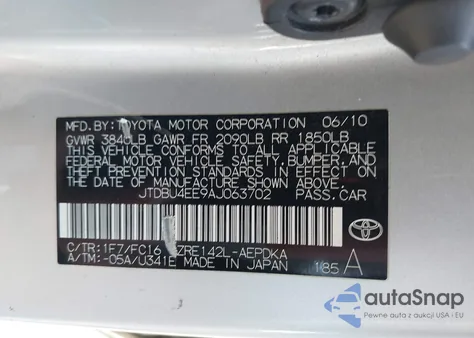 MFD. BY: TOYOTA MOTOR CORPORATION 06/10
GVWR 3840LB GAWR FR 2090LB RR 1850LB
THIS VEHICLE CONFORMS TO ALL APPLICABLE
FEDERAL MOTOR VEHICLE SAFETY, BUMPER, AND
THEFT PREVENTION STANDARDS IN EFFECT ON
THE DATE OF MANUFACTURE SHOWN ABOVE.
JTDBU4EE9AJ063702 PASS.CAR
C/TR: 1F7/FC16 ZRE142L-AEPDKA
A/TM: -05A/U341E MADE IN JAPAN 185 A
TOYOTA
autoSnap
Pewne auta z aukcji w USA i Kanadzie